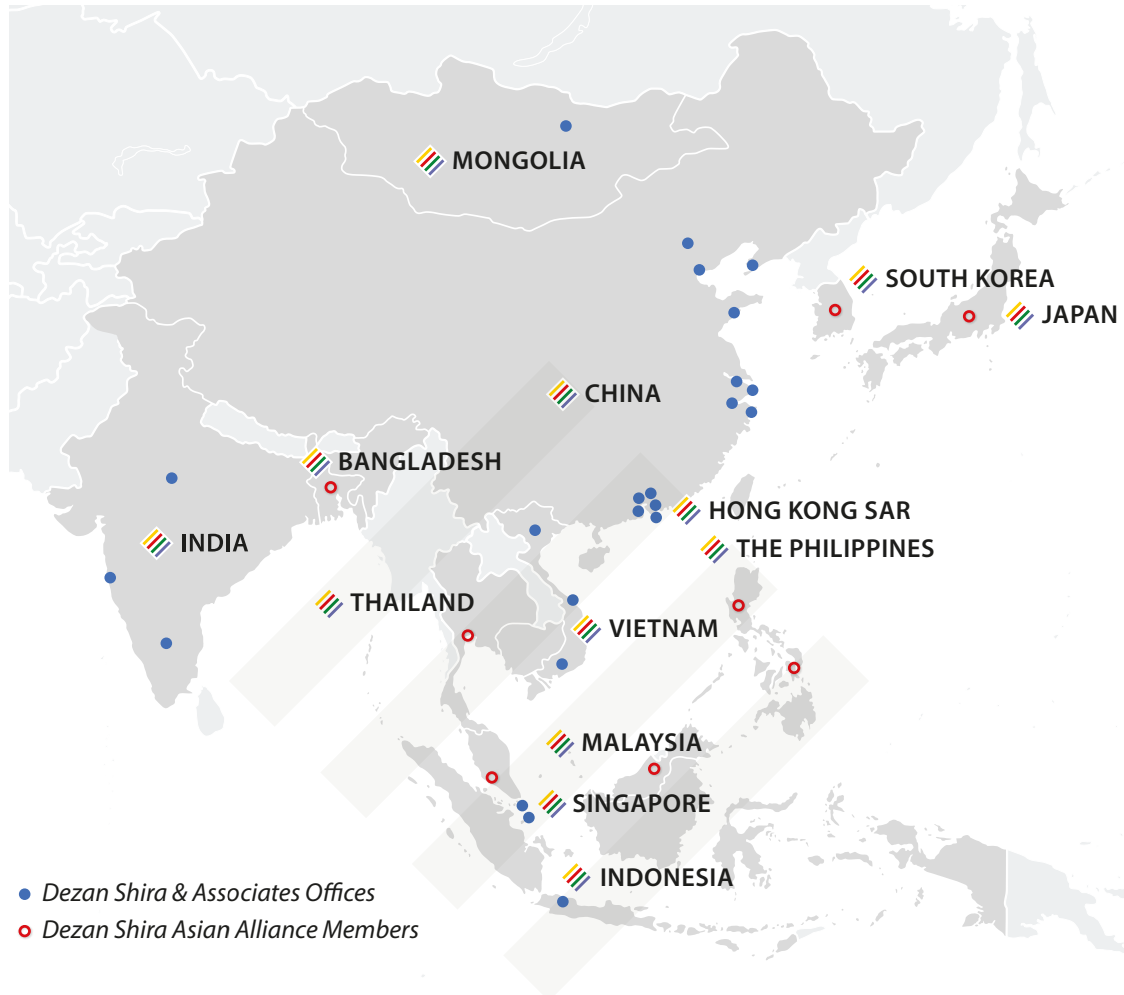 MONGOLIA
SOUTH KOREA
JAPAN
CHINA
BANGLADESH
HONG KONG SAR
INDIA
THE PHILIPPINES
THAILAND
VIETNAM
MALAYSIA
SINGAPORE
INDONESIA
Dezan Shira & Associates Offices
Dezan Shira Asian Alliance Members